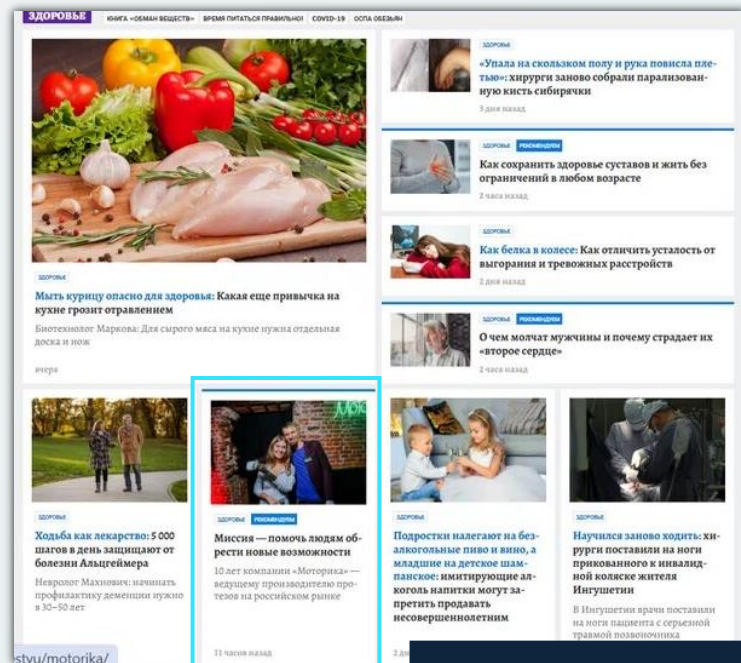 ЗДОРОВЬЕ
КНИГА «ОБМАН ВЕЩЕСТВ» ВРЕМЯ ПИТАТЬСЯ ПРАВИЛЬНО! COVID-19 ОСПА ОБЕЗЬЯН
ЗДОРОВЬЕ
Мыть курицу опасно для здоровья: Какая еще привычка на
кухне грозит отравлением
Биотехнолог Маркова: Для сырого мяса на кухне нужна отдельная
доска и нож
вчера
ЗДОРОВЬЕ
«Упала на скользком полу и рука повисла пле-
тью»: хирурги заново собрали парализован-
ную кисть сибирячки
3 дня назад
ЗДОРОВЬЕ РЕКОМЕНДУЕМ
Как сохранить здоровье суставов и жить без
ограничений в любом возрасте
2 часа назад
ЗДОРОВЬЕ
Как белка в колесе: Как отличить усталость от
выгорания и тревожных расстройств
2 дня назад
ЗДОРОВЬЕ РЕКОМЕНДУЕМ
О чем молчат мужчины и почему страдает их
«второе сердце»
2 часа назад
ЗДОРОВЬЕ
Ходьба как лекарство: 5 000
шагов в день защищают от
болезни Альцгеймера
Невролог Махнович: начинать
профилактику деменции нужно
в 30–50 лет
ЗДОРОВЬЕ РЕКОМЕНДУЕМ
Миссия — помочь людям об-
рести новые возможности
10 лет компании «Моторика» —
ведущему производителю про-
тезов на российском рынке
11 часов назад
ЗДОРОВЬЕ
Подростки налегают на без-
алкогольные пиво и вино, а
младшие на детское шам-
панское: имитирующие ал-
коголь напитки могут за-
претить продавать
несовершеннолетним
2 дн
ЗДОРОВЬЕ
Научился заново ходить: хи-
рурги поставили на ноги
прикованного к инвалид-
ной коляске жителя
Ингушетии
В Ингушетии врачи поставили
на ноги пациента с серьезной
травмой позвоночника
estvu/motorika/